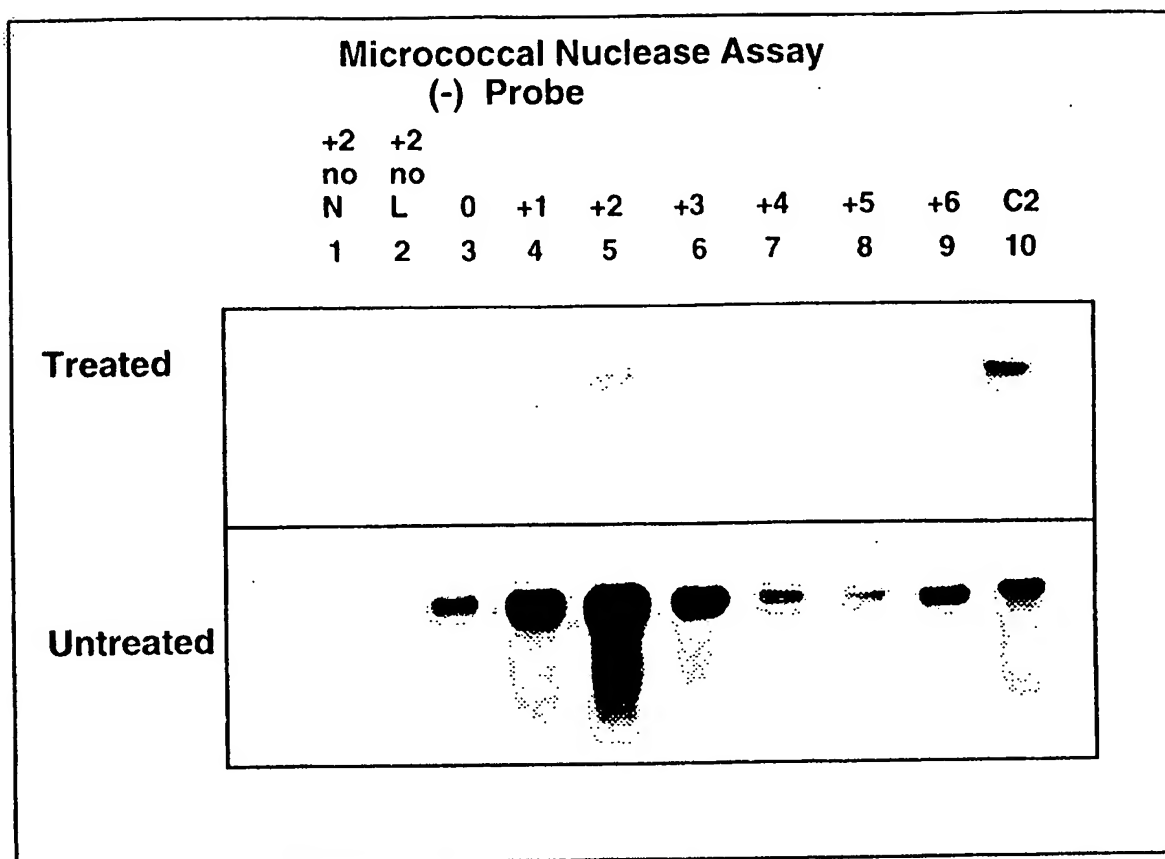 Micrococcal Nuclease Assay
(-) Probe
+2 +2
no no
N L 0 +1 +2 +3 +4 +5 +6 C2
1 2 3 4 5 6 7 8 9 10
Treated
Untreated